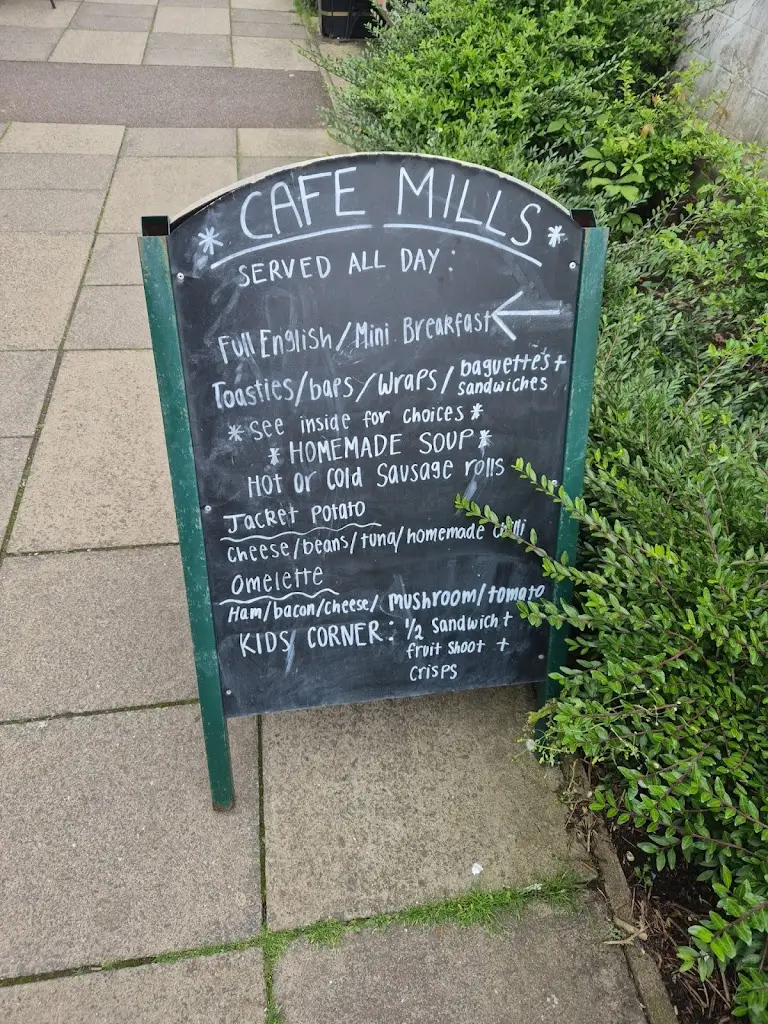 * CAFE MILLS *
SERVED ALL DAY:
Full English/Mini Breakfast ←
Toasties/baps/Wraps/baguette's + sandwiches
* see inside for choices *
* HOMEMADE SOUP *
Hot or cold sausage rolls
Jacket potato
cheese/beans/tuna/homemade chilli
Omelette
Ham/bacon/cheese/mushroom/tomato
KIDS CORNER: 1/2 sandwich +
fruit shoot +
crisps